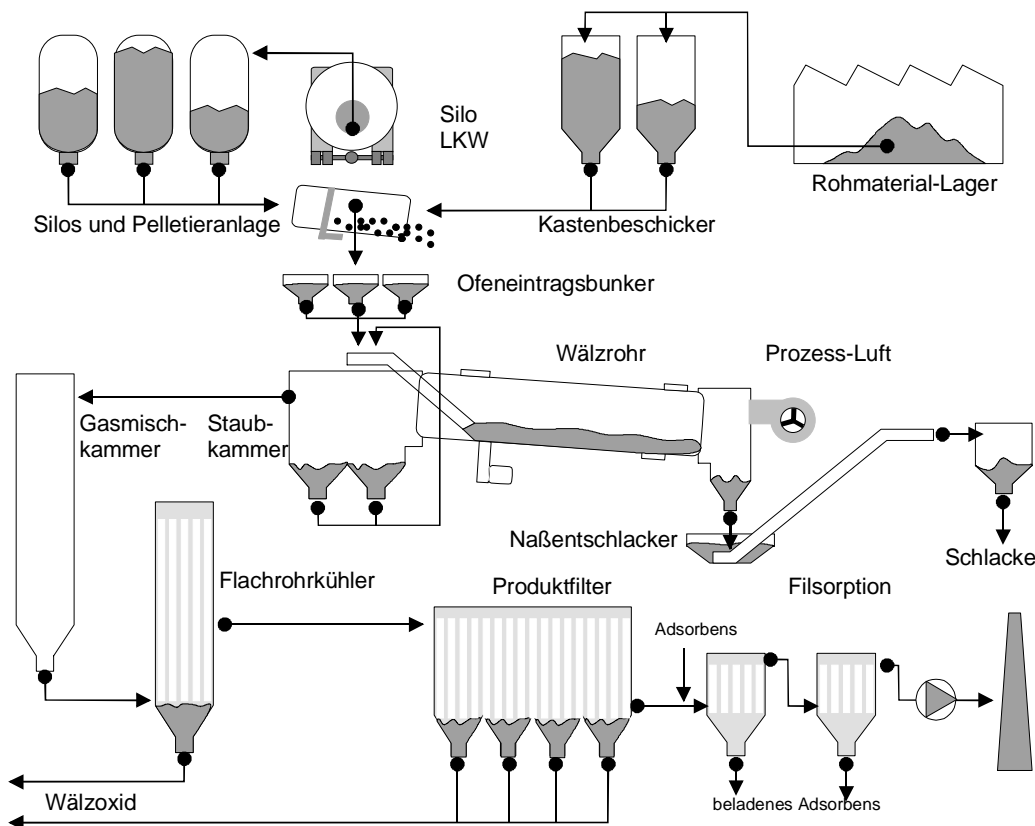 Silo
LKW
Rohmaterial-Lager
Silos und Pelletieranlage
Kastenbeschicker
Ofeneintragsbunker
Wälzrohr
Prozess-Luft
Gasmisch-
kammer
Staub-
kammer
Naßentschlacker
Schlacke
Flachrohrkühler
Produktfilter
Filsorption
Adsorbens
Wälzoxid
beladenes Adsorbens